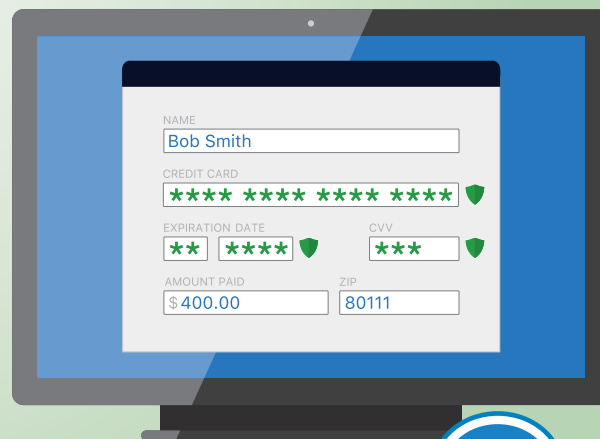 NAME
Bob Smith
CREDIT CARD
**** **** **** ****
EXPIRATION DATE CVV
** **** ***
AMOUNT PAID ZIP
$400.00 80111